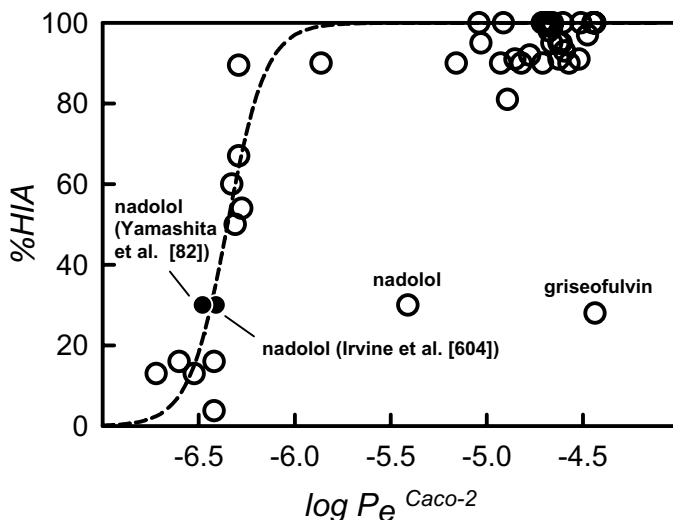 100
80
60
40
20
0
%HIA
nadolol
(Yamashita
et al. [82])
nadolol
griseofulvin
nadolol (Irvine et al. [604])
-6.5 -6.0 -5.5 -5.0 -4.5
log Pe Caco-2